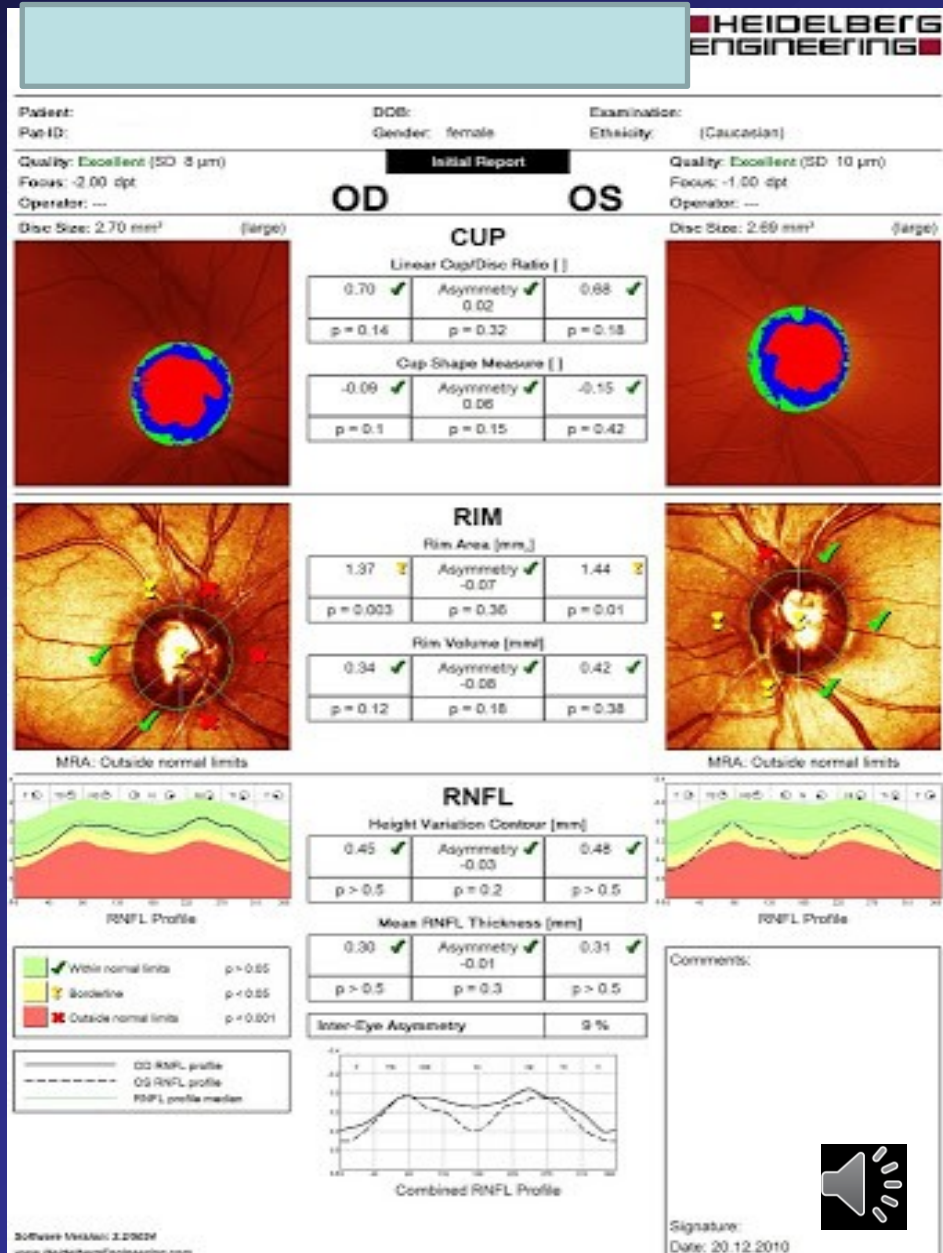 HEIDELBERG
ENGINEERING
Patient: DOB: Examination:
Pat-ID: Gender: female Ethnicity: (Caucasian)
Quality: Excellent (SD 8 µm) Initial Report Quality: Excellent (SD 10 µm)
Focus: -2.00 dpt Focus: -1.00 dpt
Operator: --- OD OS Operator: ---
Disc Size: 2.70 mm² (large) Disc Size: 2.69 mm² (large)
CUP
Linear Cup/Disc Ratio [ ]
0.70 Asymmetry 0.68
0.02
p = 0.14 p = 0.32 p = 0.18
Cup Shape Measure [ ]
-0.09 Asymmetry -0.15
0.06
p = 0.1 p = 0.15 p = 0.42
RIM
Rim Area [mm,]
1.37 Asymmetry 1.44
-0.07
p = 0.003 p = 0.36 p = 0.01
Rim Volume [mml]
0.34 Asymmetry 0.42
-0.08
p = 0.12 p = 0.18 p = 0.38
MRA: Outside normal limits MRA: Outside normal limits
RNFL
Height Variation Contour [mm]
0.45 Asymmetry 0.48
-0.03
p > 0.5 p = 0.2 p > 0.5
RNFL Profile RNFL Profile
Mean RNFL Thickness [mm]
0.30 Asymmetry 0.31
-0.01
p > 0.5 p = 0.3 p > 0.5
Inter-Eye Asymmetry 9 %
Within normal limits p > 0.05
Borderline p < 0.05
Outside normal limits p < 0.001
OD RNFL profile
OS RNFL profile
RNFL profile median
Comments:
Combined RNFL Profile
Signature:
Date: 20.12.2010
Software Version:
www.HeidelbergEngineering.com